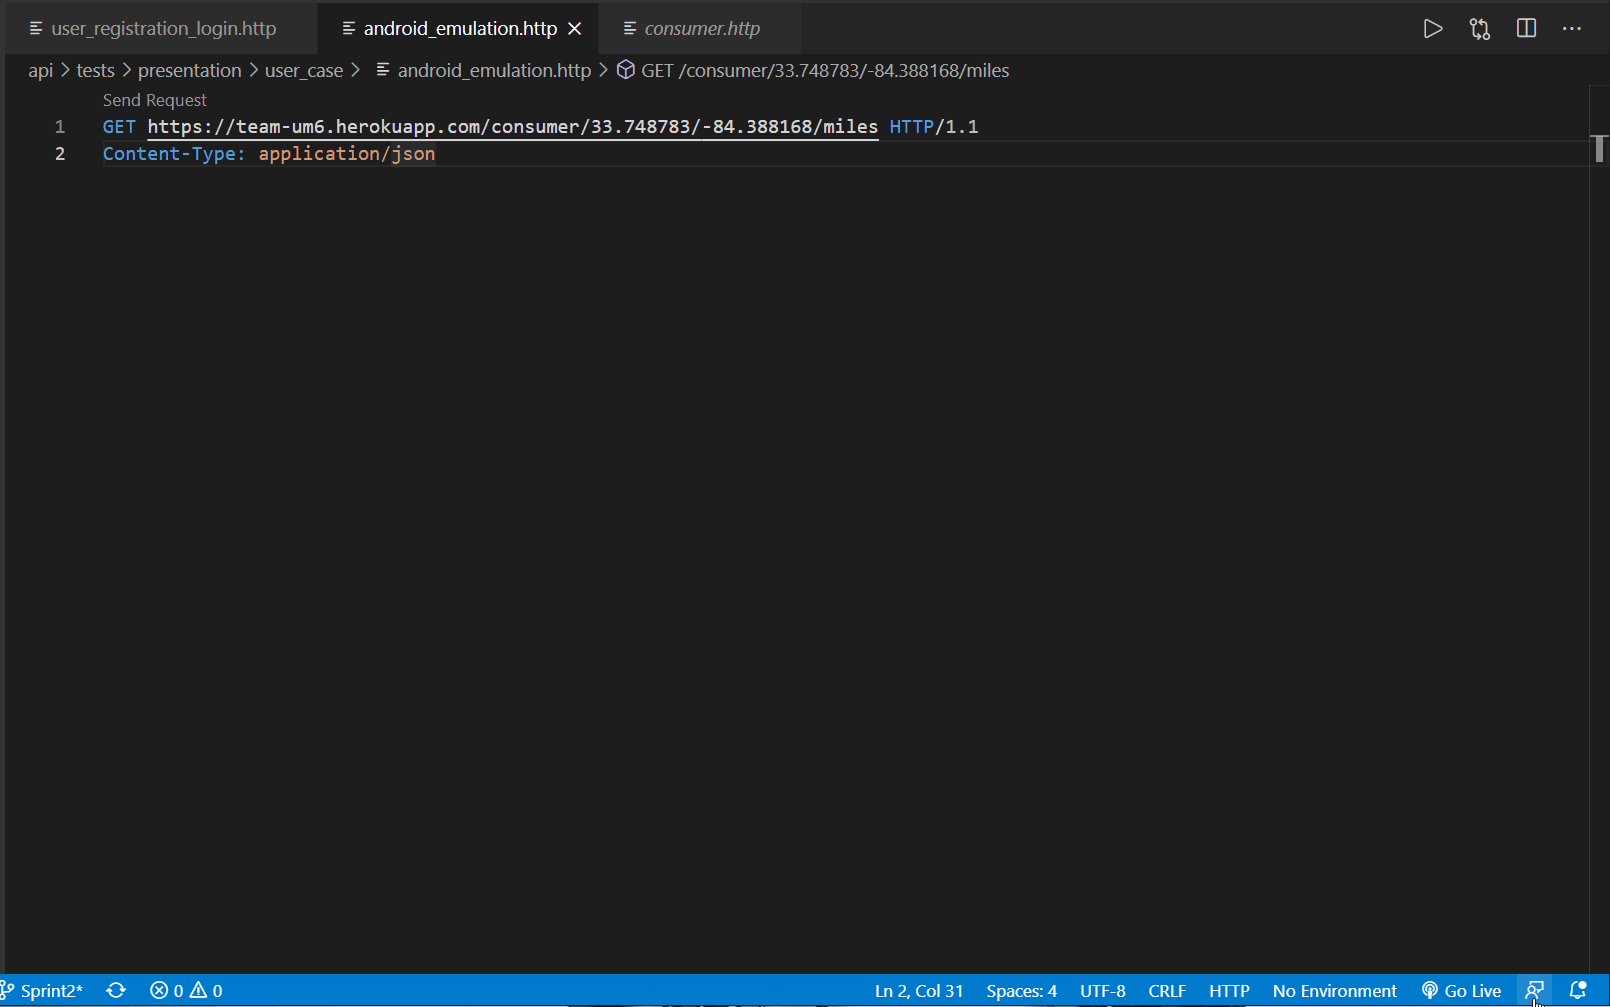 user_registration_login.http android_emulation.http consumer.http
api > tests > presentation > user_case > android_emulation.http > GET /consumer/33.748783/-84.388168/miles
Send Request
1 GET https://team-um6.herokuapp.com/consumer/33.748783/-84.388168/miles HTTP/1.1
2 Content-Type: application/json
Sprint2* 0 0 Ln 2, Col 31 Spaces: 4 UTF-8 CRLF HTTP No Environment Go Live